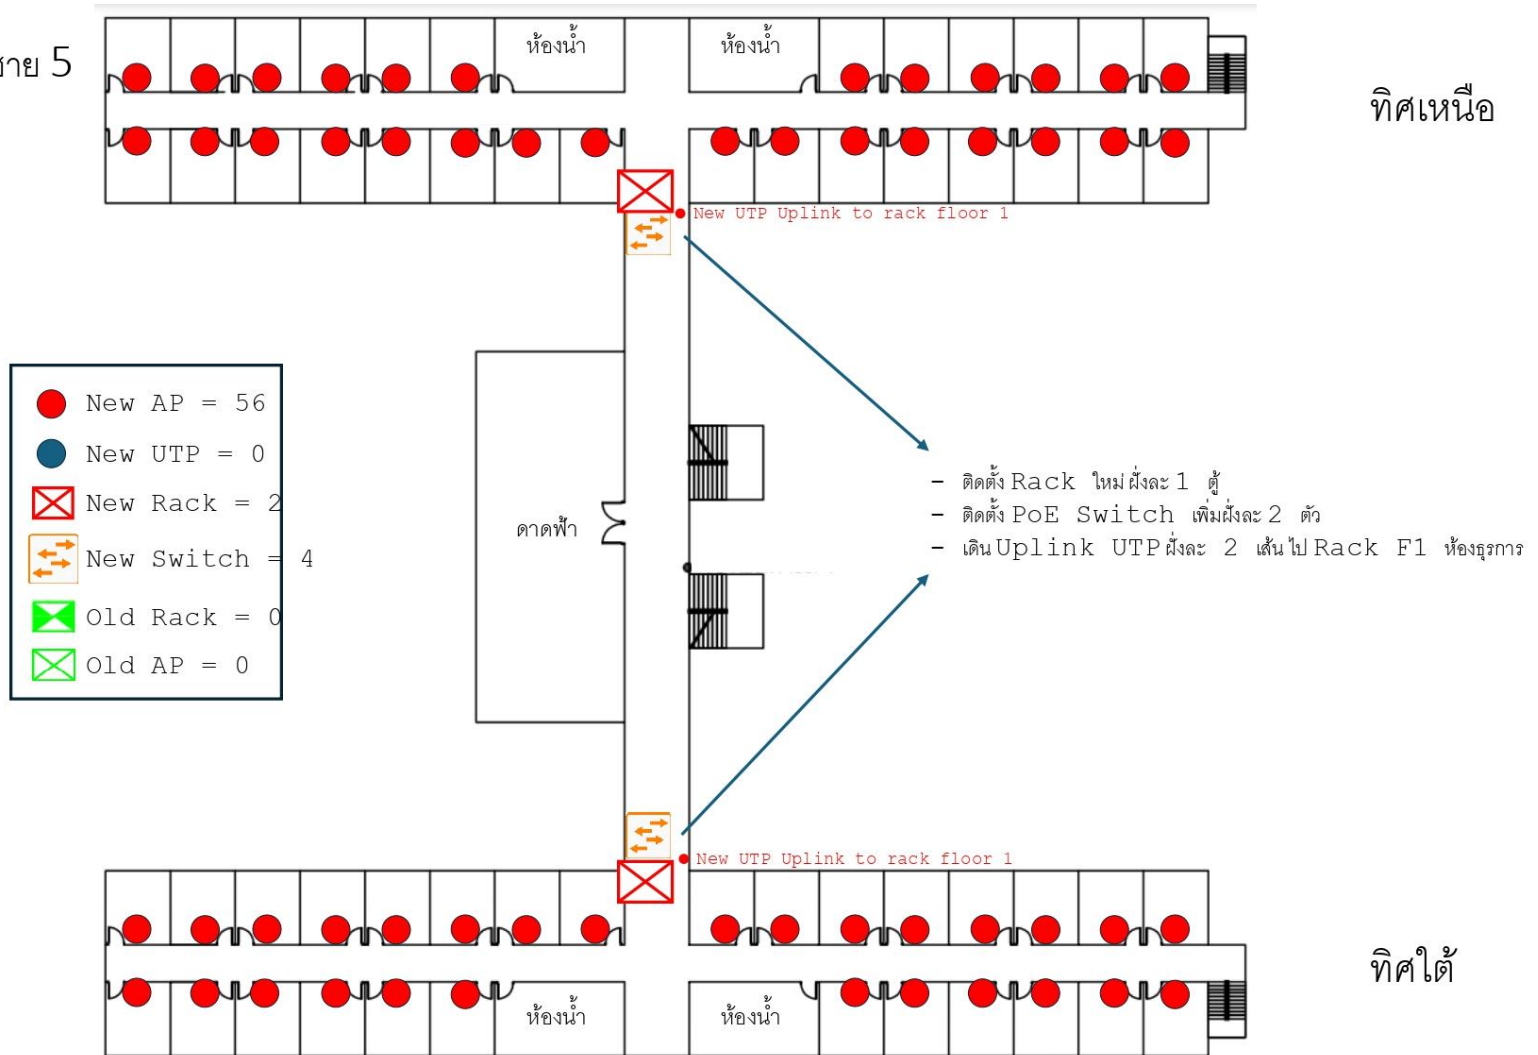 าย 5
ห้องน้ำ
ห้องน้ำ
ทิศเหนือ
New UTP Uplink to rack floor 1
New AP = 56
New UTP = 0
New Rack = 2
New Switch = 4
Old Rack = 0
Old AP = 0
ดาดฟ้า
- ติดตั้ง Rack ใหม่ ฝั่งละ 1 ตู้
- ติดตั้ง PoE Switch เพิ่มฝั่งละ 2 ตัว
- เดิน Uplink UTP ฝั่งละ 2 เส้น ไป Rack F1 ห้องธุรการ
New UTP Uplink to rack floor 1
ห้องน้ำ
ห้องน้ำ
ทิศใต้